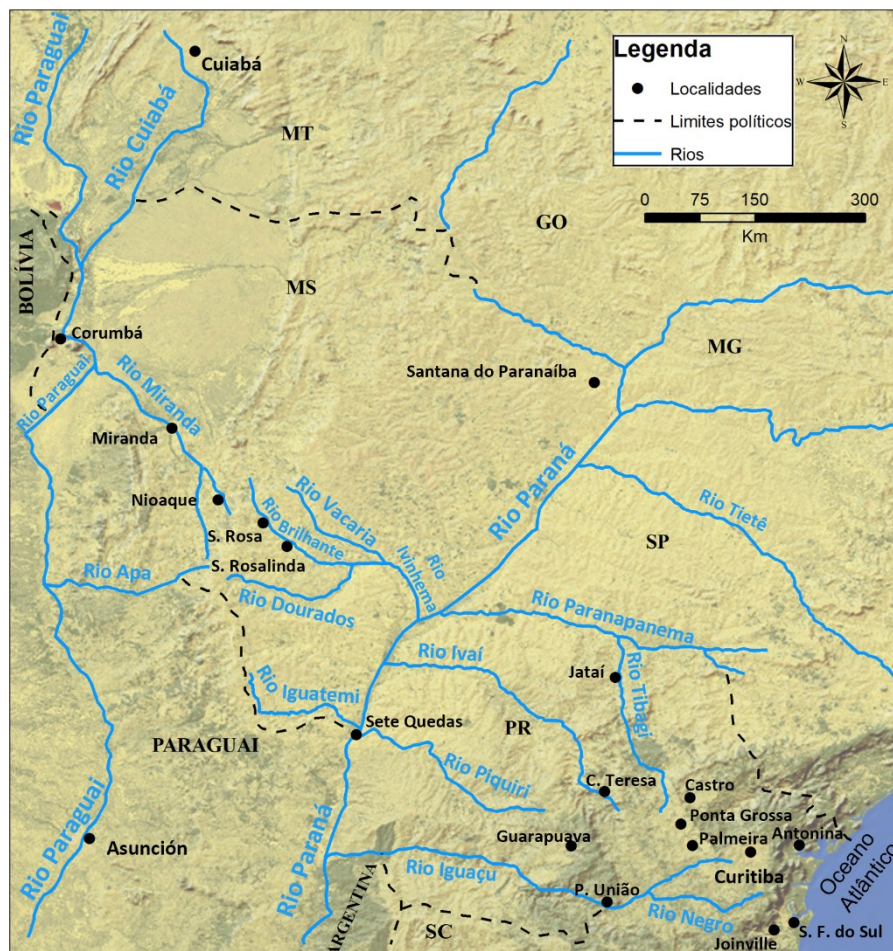 Legenda
Localidades
Limites políticos
Rios
N
W
E
S
0 75 150 300
Km
Rio Paraguai
Cuiabá
Rio Cuiabá
MT
GO
BOLÍVIA
MS
Corumbá
MG
Rio Paraguai
Rio Miranda
Santana do Paranaíba
Miranda
Rio Paraná
Nioaque
Rio Vacaria
Rio Tietê
S. Rosa
Rio Brilhante
S. Rosalinda
Rio
Ivinhema
SP
Rio Apa
Rio Dourados
Rio Paranapanema
Rio Ivaí
Jataí
Rio Tibagi
Rio Iguatemi
Sete Quedas
PR
PARAGUAI
Rio Piquirí
C. Teresa
Castro
Ponta Grossa
Guarapuava
Palmeira
Antonina
Asunción
Rio Paraguai
Rio Paraná
Rio Iguaçu
Curitiba
Oceano
Atlântico
ARGENTINA
P. União
Rio Negro
SC
S. F. do Sul
Joinville